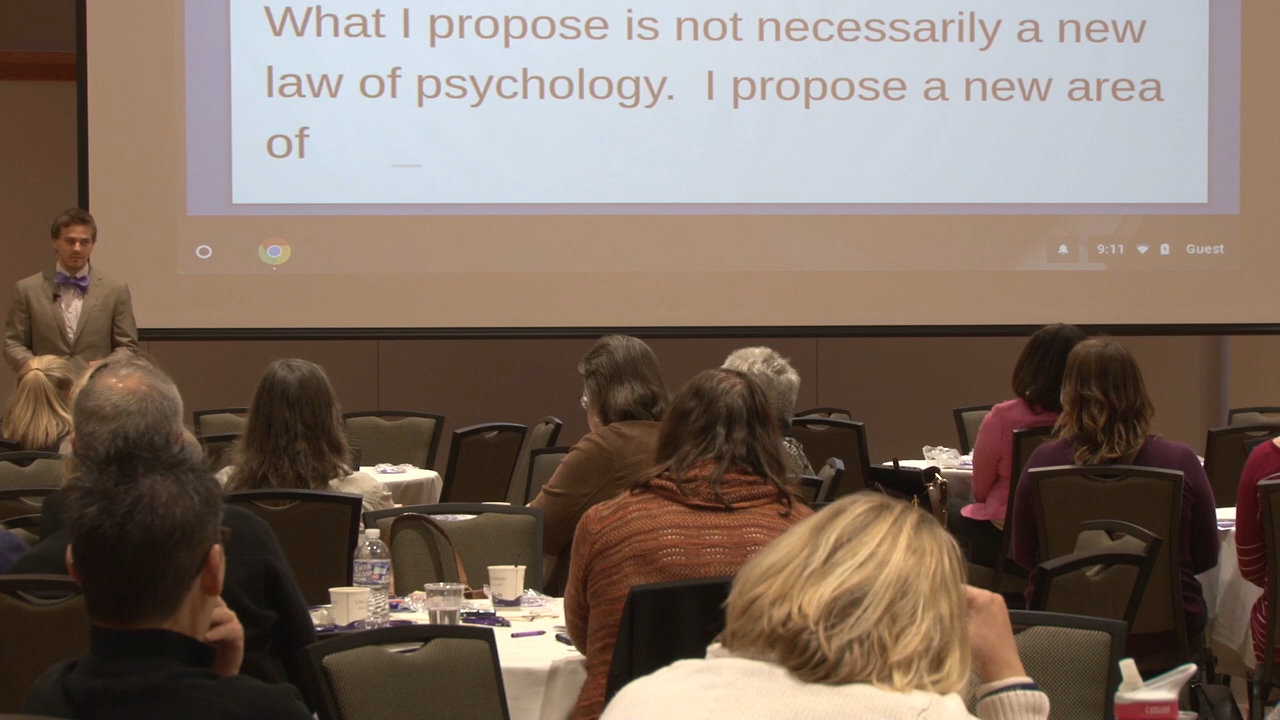 What I propose is not necessarily a new
law of psychology. I propose a new area
of
9:11 Guest